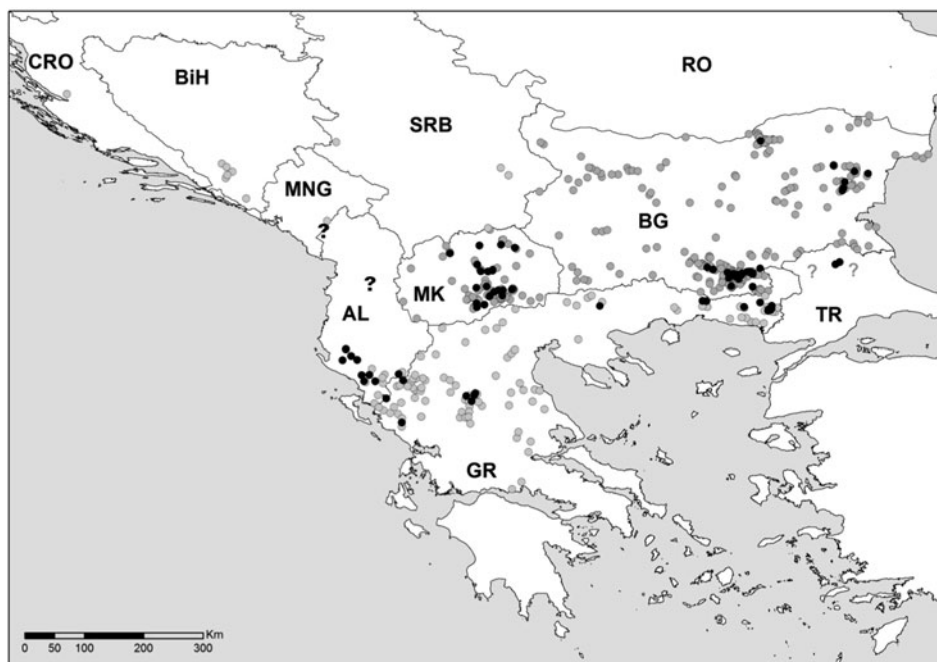 CRO
BiH
RO
SRB
MNG
BG
?
?
MK
? ?
AL
TR
GR
0 50 100 200 300 Km